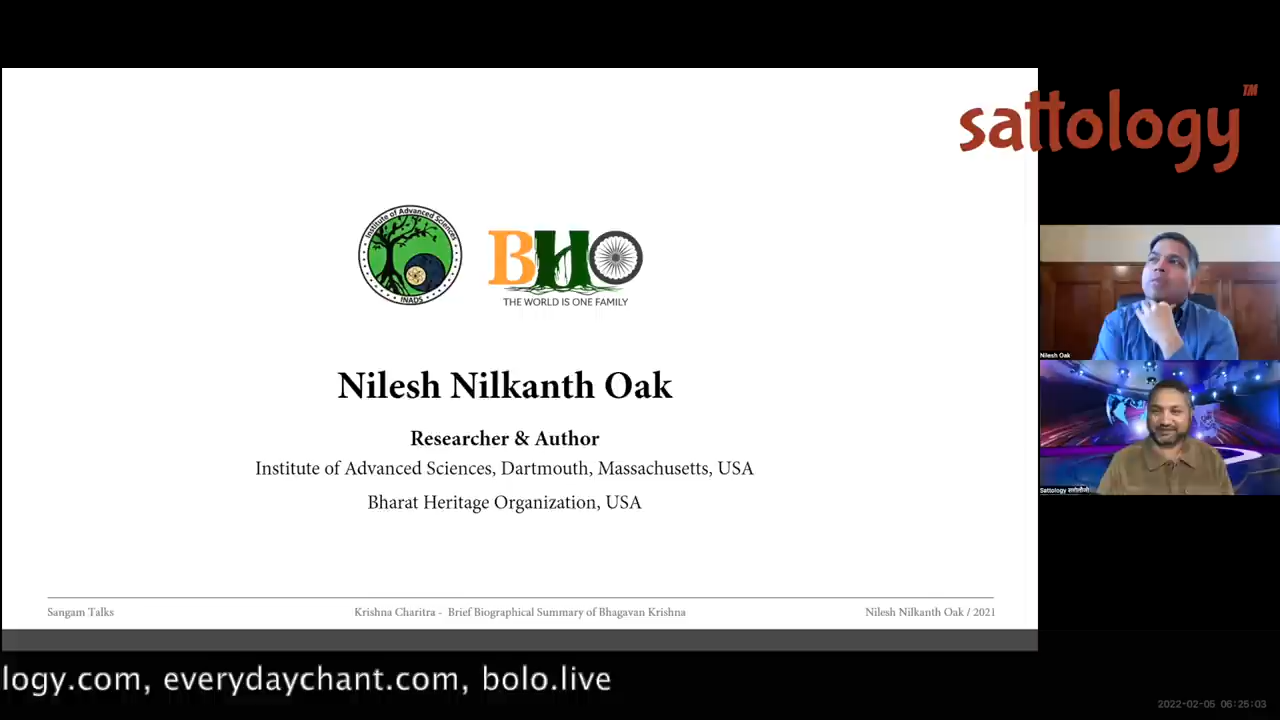 sattology™
Institute of Advanced Sciences
INADS
BHO
THE WORLD IS ONE FAMILY
Nilesh Nilkanth Oak
Researcher & Author
Institute of Advanced Sciences, Dartmouth, Massachusetts, USA
Bharat Heritage Organization, USA
Sangam Talks
Krishna Charitra - Brief Biographical Summary of Bhagavan Krishna
Nilesh Nilkanth Oak / 2021
Nilesh Oak
Sattology सत्तोलौजी
logy.com, everydaychant.com, bolo.live
2022-02-05 06:25:03